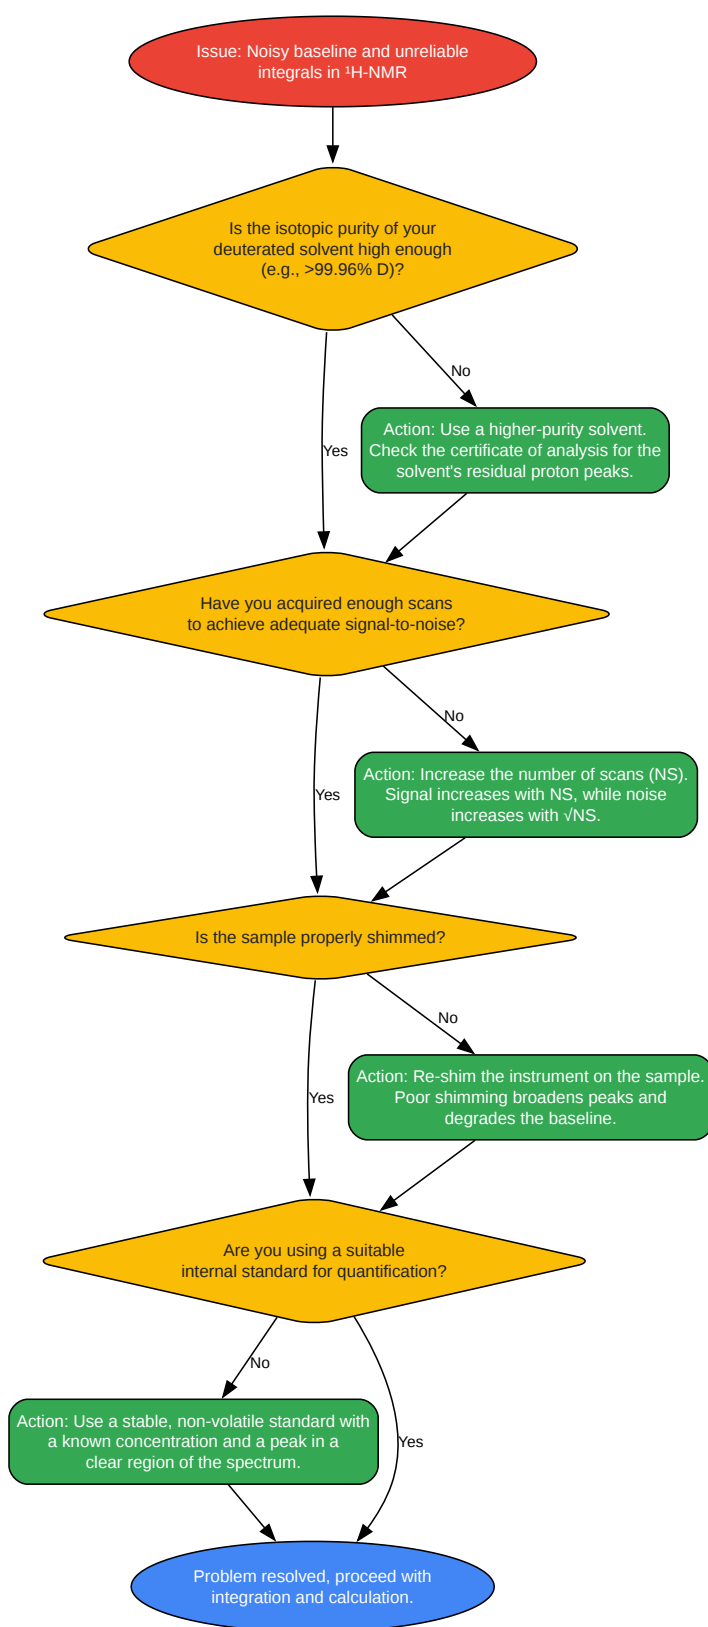 Issue: Noisy baseline and unreliable
integrals in ¹H-NMR
Is the isotopic purity of your
deuterated solvent high enough
(e.g., >99.96% D)?
No
Yes
Action: Use a higher-purity solvent.
Check the certificate of analysis for the
solvent's residual proton peaks.
Have you acquired enough scans
to achieve adequate signal-to-noise?
No
Yes
Action: Increase the number of scans (NS).
Signal increases with NS, while noise
increases with √NS.
Is the sample properly shimmed?
No
Yes
Action: Re-shim the instrument on the sample.
Poor shimming broadens peaks and
degrades the baseline.
Are you using a suitable
internal standard for quantification?
No
Yes
Action: Use a stable, non-volatile standard with
a known concentration and a peak in a
clear region of the spectrum.
Problem resolved, proceed with
integration and calculation.